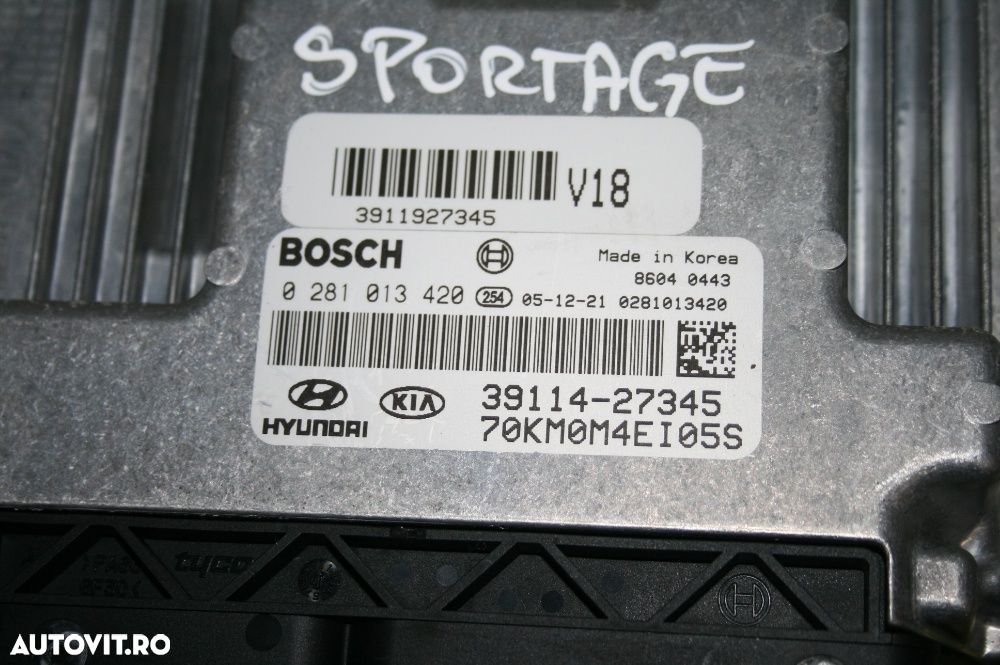 SPORTAGE
V18
3911927345
BOSCH Made in Korea
8604 0443
0 281 013 420 254 05-12-21 0281013420
HYUNDAI KIA 39114-27345
70KM0M4EI05S
tyco
AUTOVIT.RO